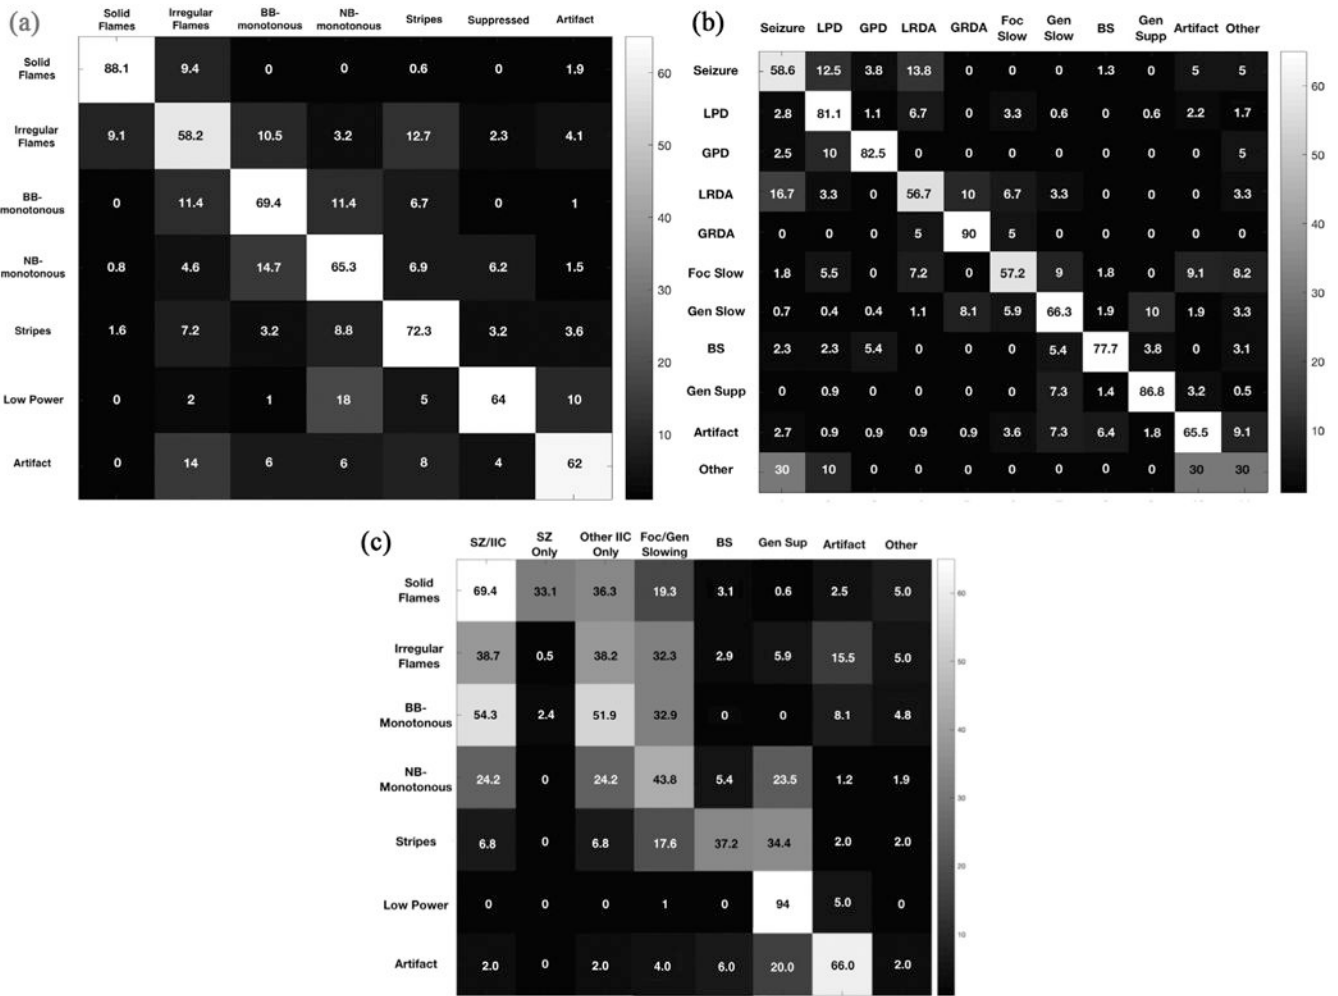 (a)
Solid Flames Irregular Flames BB-monotonous NB-monotonous Stripes Suppressed Artifact
Solid Flames 88.1 9.4 0 0 0.6 0 1.9
Irregular Flames 9.1 58.2 10.5 3.2 12.7 2.3 4.1
BB-monotonous 0 11.4 69.4 11.4 6.7 0 1
NB-monotonous 0.8 4.6 14.7 65.3 6.9 6.2 1.5
Stripes 1.6 7.2 3.2 8.8 72.3 3.2 3.6
Low Power 0 2 1 18 5 64 10
Artifact 0 14 6 6 8 4 62
60
50
40
30
20
10
(b)
Seizure LPD GPD LRDA GRDA Foc Slow Gen Slow BS Gen Supp Artifact Other
Seizure 58.6 12.5 3.8 13.8 0 0 0 1.3 0 5 5
LPD 2.8 81.1 1.1 6.7 0 3.3 0.6 0 0.6 2.2 1.7
GPD 2.5 10 82.5 0 0 0 0 0 0 0 5
LRDA 16.7 3.3 0 56.7 10 6.7 3.3 0 0 0 3.3
GRDA 0 0 0 5 90 5 0 0 0 0 0
Foc Slow 1.8 5.5 0 7.2 0 57.2 9 1.8 0 9.1 8.2
Gen Slow 0.7 0.4 0.4 1.1 8.1 5.9 66.3 1.9 10 1.9 3.3
BS 2.3 2.3 5.4 0 0 0 5.4 77.7 3.8 0 3.1
Gen Supp 0 0.9 0 0 0 0 7.3 1.4 86.8 3.2 0.5
Artifact 2.7 0.9 0.9 0.9 0.9 3.6 7.3 6.4 1.8 65.5 9.1
Other 30 10 0 0 0 0 0 0 0 30 30
60
50
40
30
20
10
(c)
SZ/IIC SZ Only Other IIC Only Foc/Gen Slowing BS Gen Sup Artifact Other
Solid Flames 69.4 33.1 36.3 19.3 3.1 0.6 2.5 5.0
Irregular Flames 38.7 0.5 38.2 32.3 2.9 5.9 15.5 5.0
BB-Monotonous 54.3 2.4 51.9 32.9 0 0 8.1 4.8
NB-Monotonous 24.2 0 24.2 43.8 5.4 23.5 1.2 1.9
Stripes 6.8 0 6.8 17.6 37.2 34.4 2.0 2.0
Low Power 0 0 0 1 0 94 5.0 0
Artifact 2.0 0 2.0 4.0 6.0 20.0 66.0 2.0
60
50
40
30
20
10